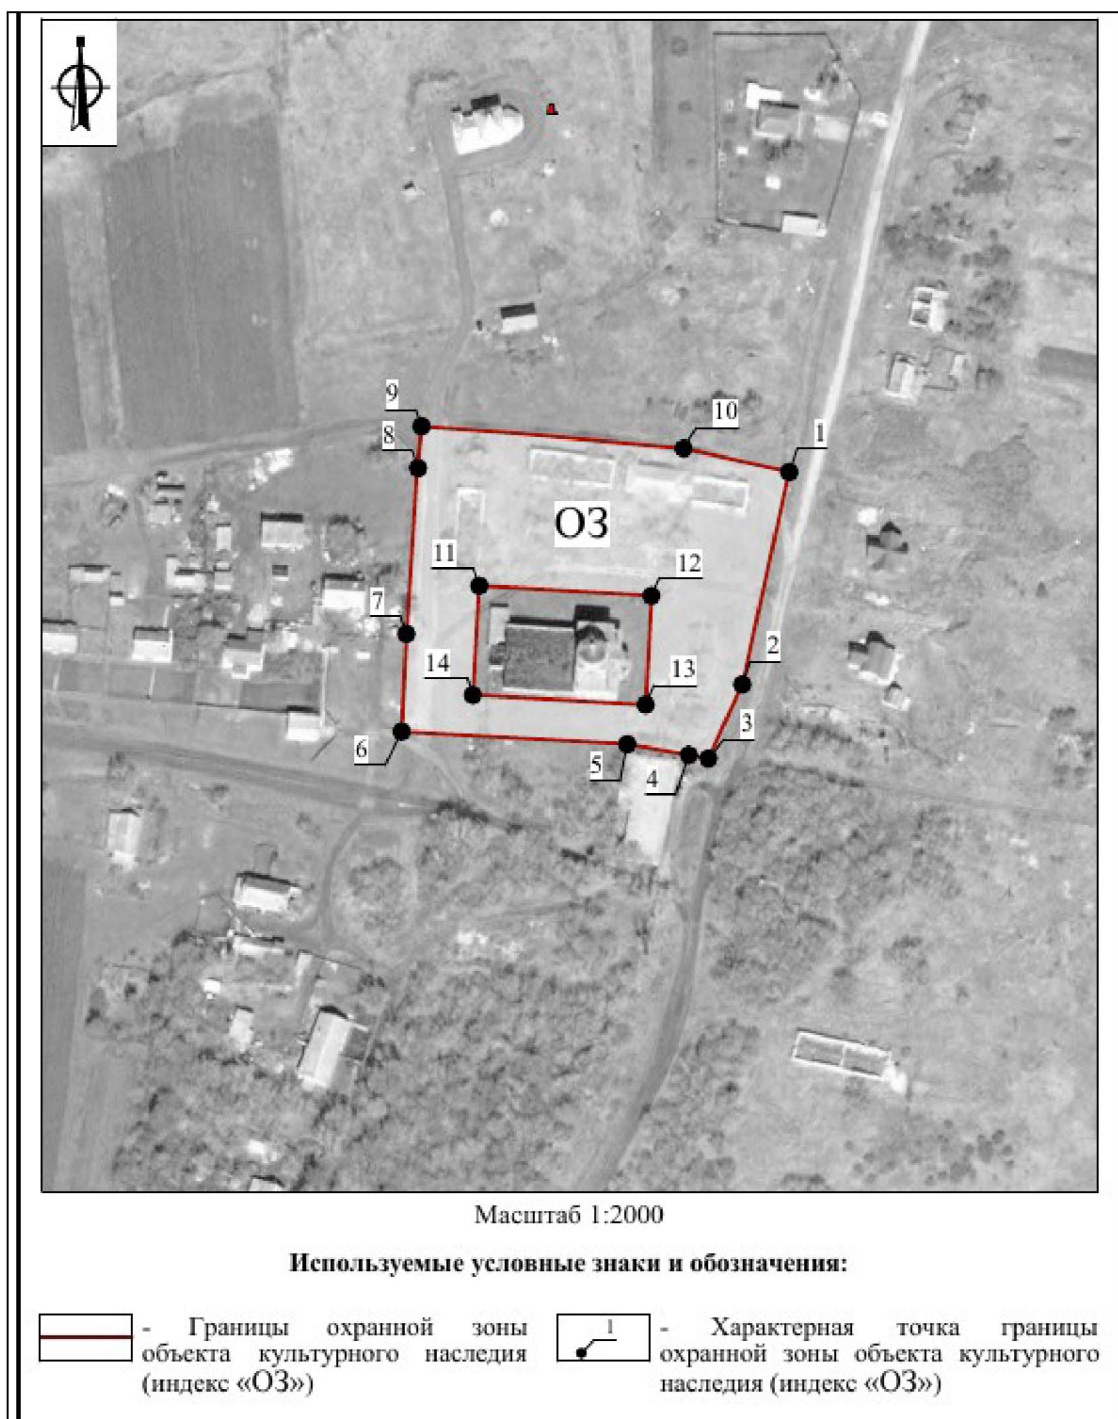 9
10
8
1
ОЗ
11
12
7
2
14
13
3
6
5
4
Масштаб 1:2000
Используемые условные знаки и обозначения:
- Границы охранной зоны
объекта культурного наследия
(индекс «ОЗ»)
1
- Характерная точка границы
охранной зоны объекта культурного
наследия (индекс «ОЗ»)